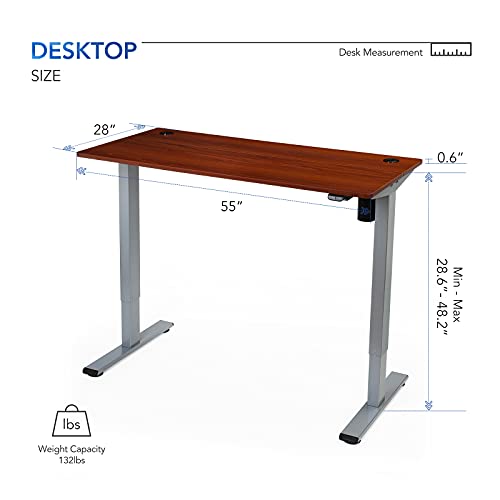 DESKTOP
SIZE
Desk Measurement
28”
0.6”
55”
Min - Max
28.6”- 48.2”
lbs
Weight Capacity
132lbs